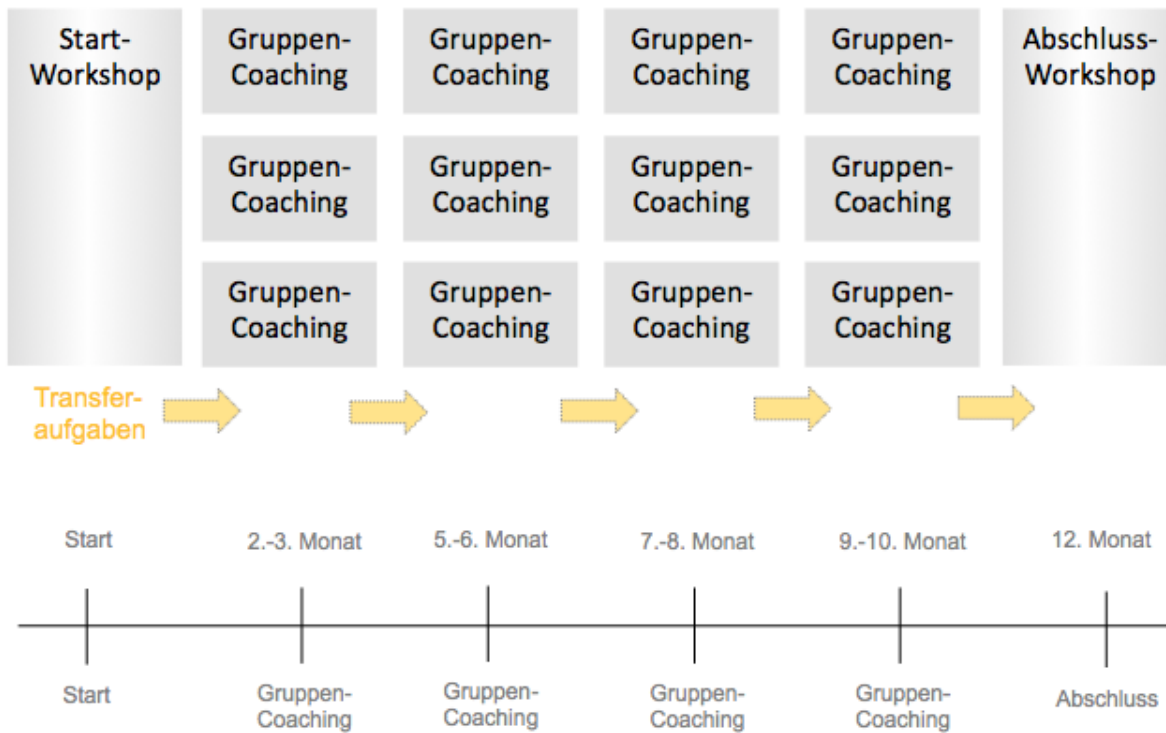 Start-
Workshop
Gruppen-
Coaching
Gruppen-
Coaching
Gruppen-
Coaching
Gruppen-
Coaching
Abschluss-
Workshop
Gruppen-
Coaching
Gruppen-
Coaching
Gruppen-
Coaching
Gruppen-
Coaching
Gruppen-
Coaching
Gruppen-
Coaching
Gruppen-
Coaching
Gruppen-
Coaching
Transfer-
aufgaben
Start
2.-3. Monat
5.-6. Monat
7.-8. Monat
9.-10. Monat
12. Monat
Start
Gruppen-
Coaching
Gruppen-
Coaching
Gruppen-
Coaching
Gruppen-
Coaching
Abschluss